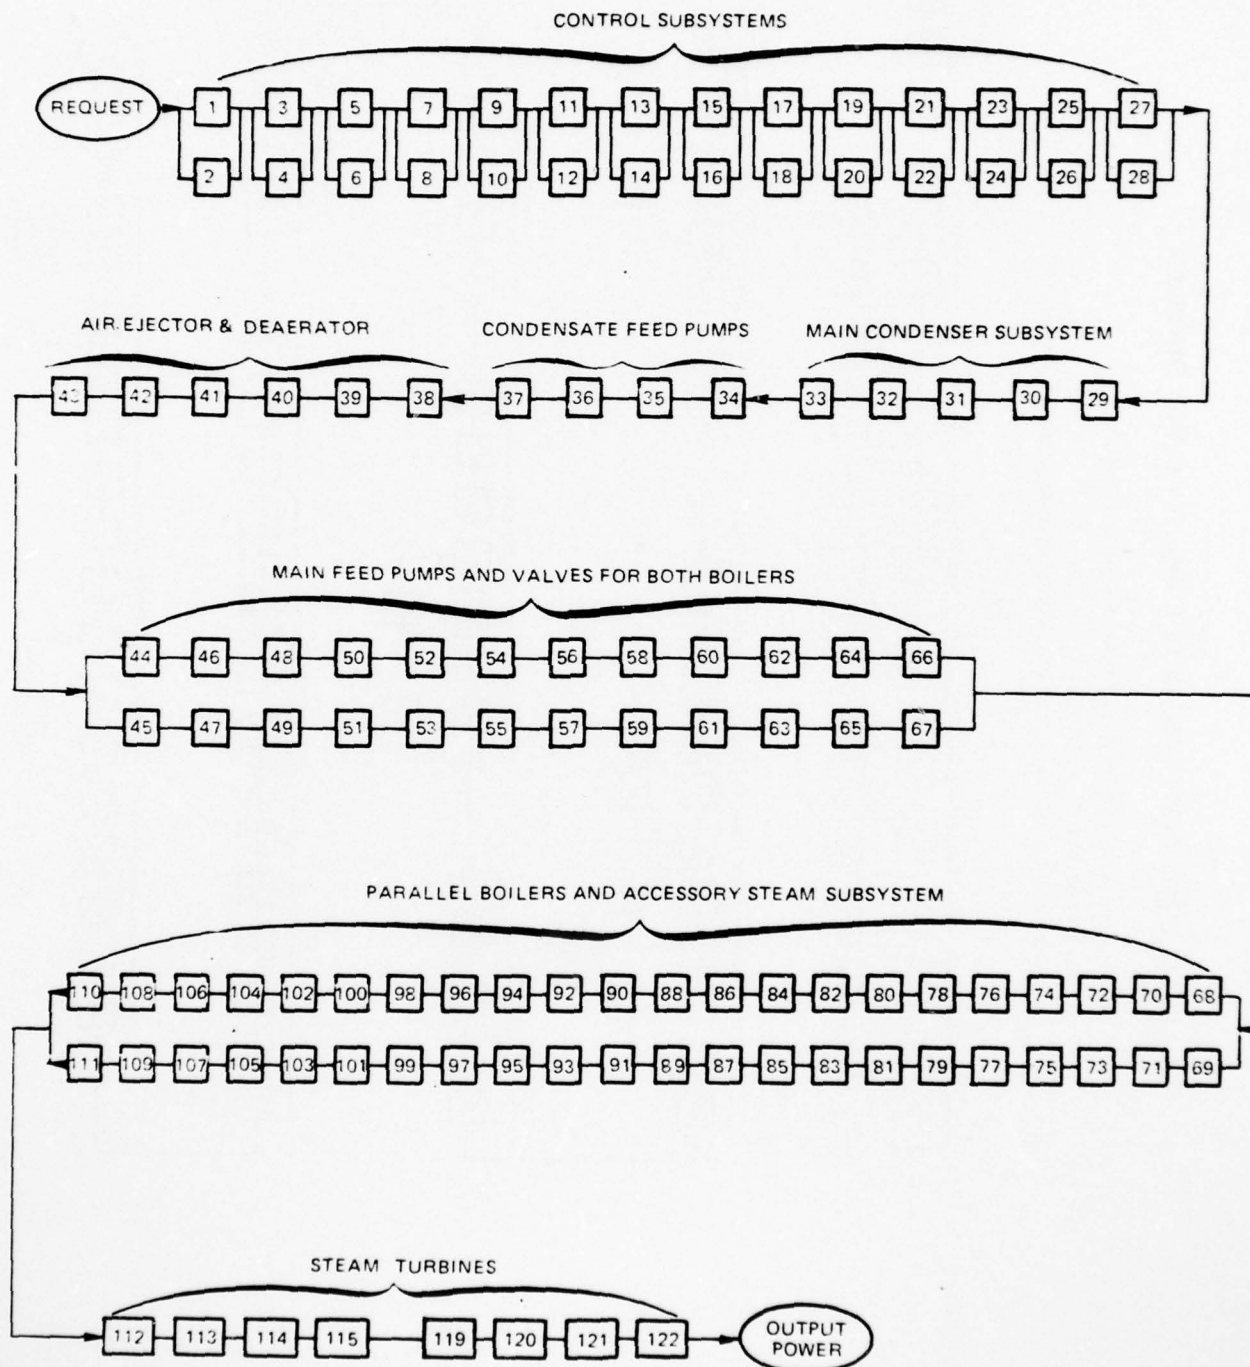 CONTROL SUBSYSTEMS
REQUEST 1 3 5 7 9 11 13 15 17 19 21 23 25 27
2 4 6 8 10 12 14 16 18 20 22 24 26 28
AIR EJECTOR & DEAERATOR CONDENSATE FEED PUMPS MAIN CONDENSER SUBSYSTEM
43 42 41 40 39 38 37 36 35 34 33 32 31 30 29
MAIN FEED PUMPS AND VALVES FOR BOTH BOILERS
44 46 48 50 52 54 56 58 60 62 64 66
45 47 49 51 53 55 57 59 61 63 65 67
PARALLEL BOILERS AND ACCESSORY STEAM SUBSYSTEM
110 108 106 104 102 100 98 96 94 92 90 88 86 84 82 80 78 76 74 72 70 68
111 109 107 105 103 101 99 97 95 93 91 89 87 85 83 81 79 77 75 73 71 69
STEAM TURBINES
112 113 114 115 119 120 121 122 OUTPUT
POWER